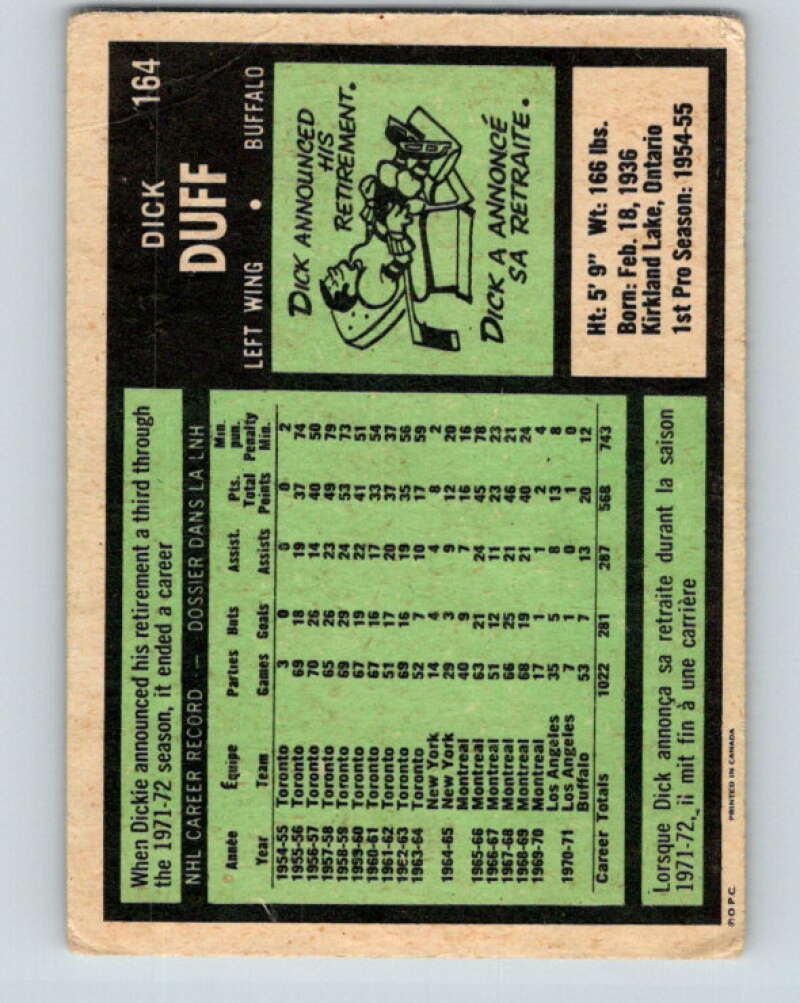 DICK 164
DUFF
LEFT WING • BUFFALO
When Dickie announced his retirement a third through
the 1971-72 season, it ended a career
NHL CAREER RECORD — DOSSIER DANS LA LNH
Année Équipe Parties Buts Assist. Pts. Min. pun.
Year Team Games Goals Assists Total Points Penalty Min.
1954-55 Toronto 3 0 0 0 2
1955-56 Toronto 69 18 19 37 74
1956-57 Toronto 70 26 14 40 50
1957-58 Toronto 65 26 23 49 79
1958-59 Toronto 69 29 24 53 73
1959-60 Toronto 67 19 22 41 51
1960-61 Toronto 67 16 17 33 54
1961-62 Toronto 51 17 20 37 37
1962-63 Toronto 69 16 19 35 56
1963-64 Toronto 52 7 10 17 59
New York 14 4 4 8 2
1964-65 New York 29 3 9 12 20
Montreal 40 9 7 16 16
1965-66 Montreal 63 21 24 45 78
1966-67 Montreal 51 12 11 23 23
1967-68 Montreal 66 25 21 46 21
1968-69 Montreal 68 19 21 40 24
1969-70 Montreal 17 1 1 2 4
Los Angeles 35 5 8 13 8
1970-71 Los Angeles 7 1 0 1 0
Buffalo 53 7 13 20 12
Career Totals 1022 281 287 568 743
Lorsque Dick annonça sa retraite durant la saison
1971-72, il mit fin à une carrière
DICK ANNOUNCED
HIS
RETIREMENT.
DICK A ANNONCÉ
SA RETRAITE.
Ht: 5' 9" Wt: 166 lbs.
Born: Feb. 18, 1936
Kirkland Lake, Ontario
1st Pro Season: 1954-55
O.P.C. PRINTED IN CANADA